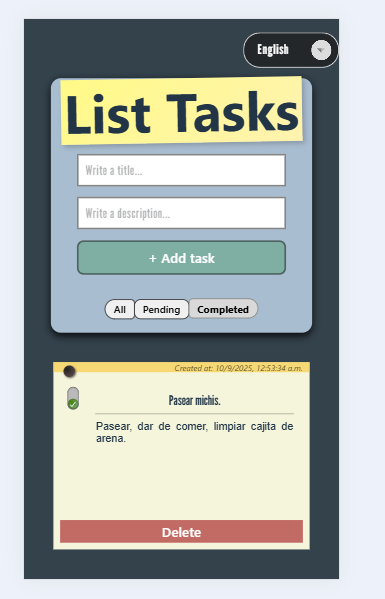 English
List Tasks
Write a title...
Write a description...
+ Add task
All Pending Completed
Created at: 10/9/2025, 12:53:34 a.m.
Pasear michis.
Pasear, dar de comer, limpiar cajita de
arena.
Delete